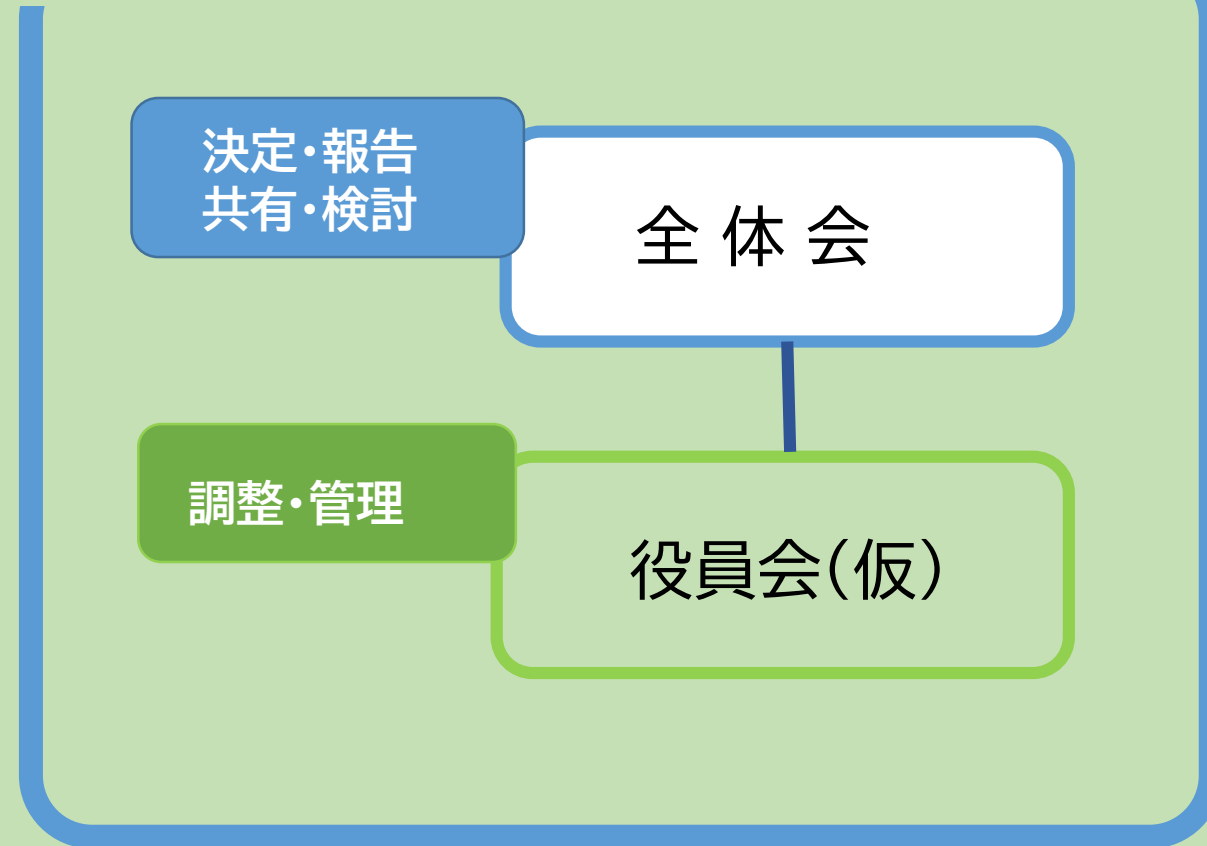 決定・報告
共有・検討
全 体 会
調整・管理
役員会(仮)